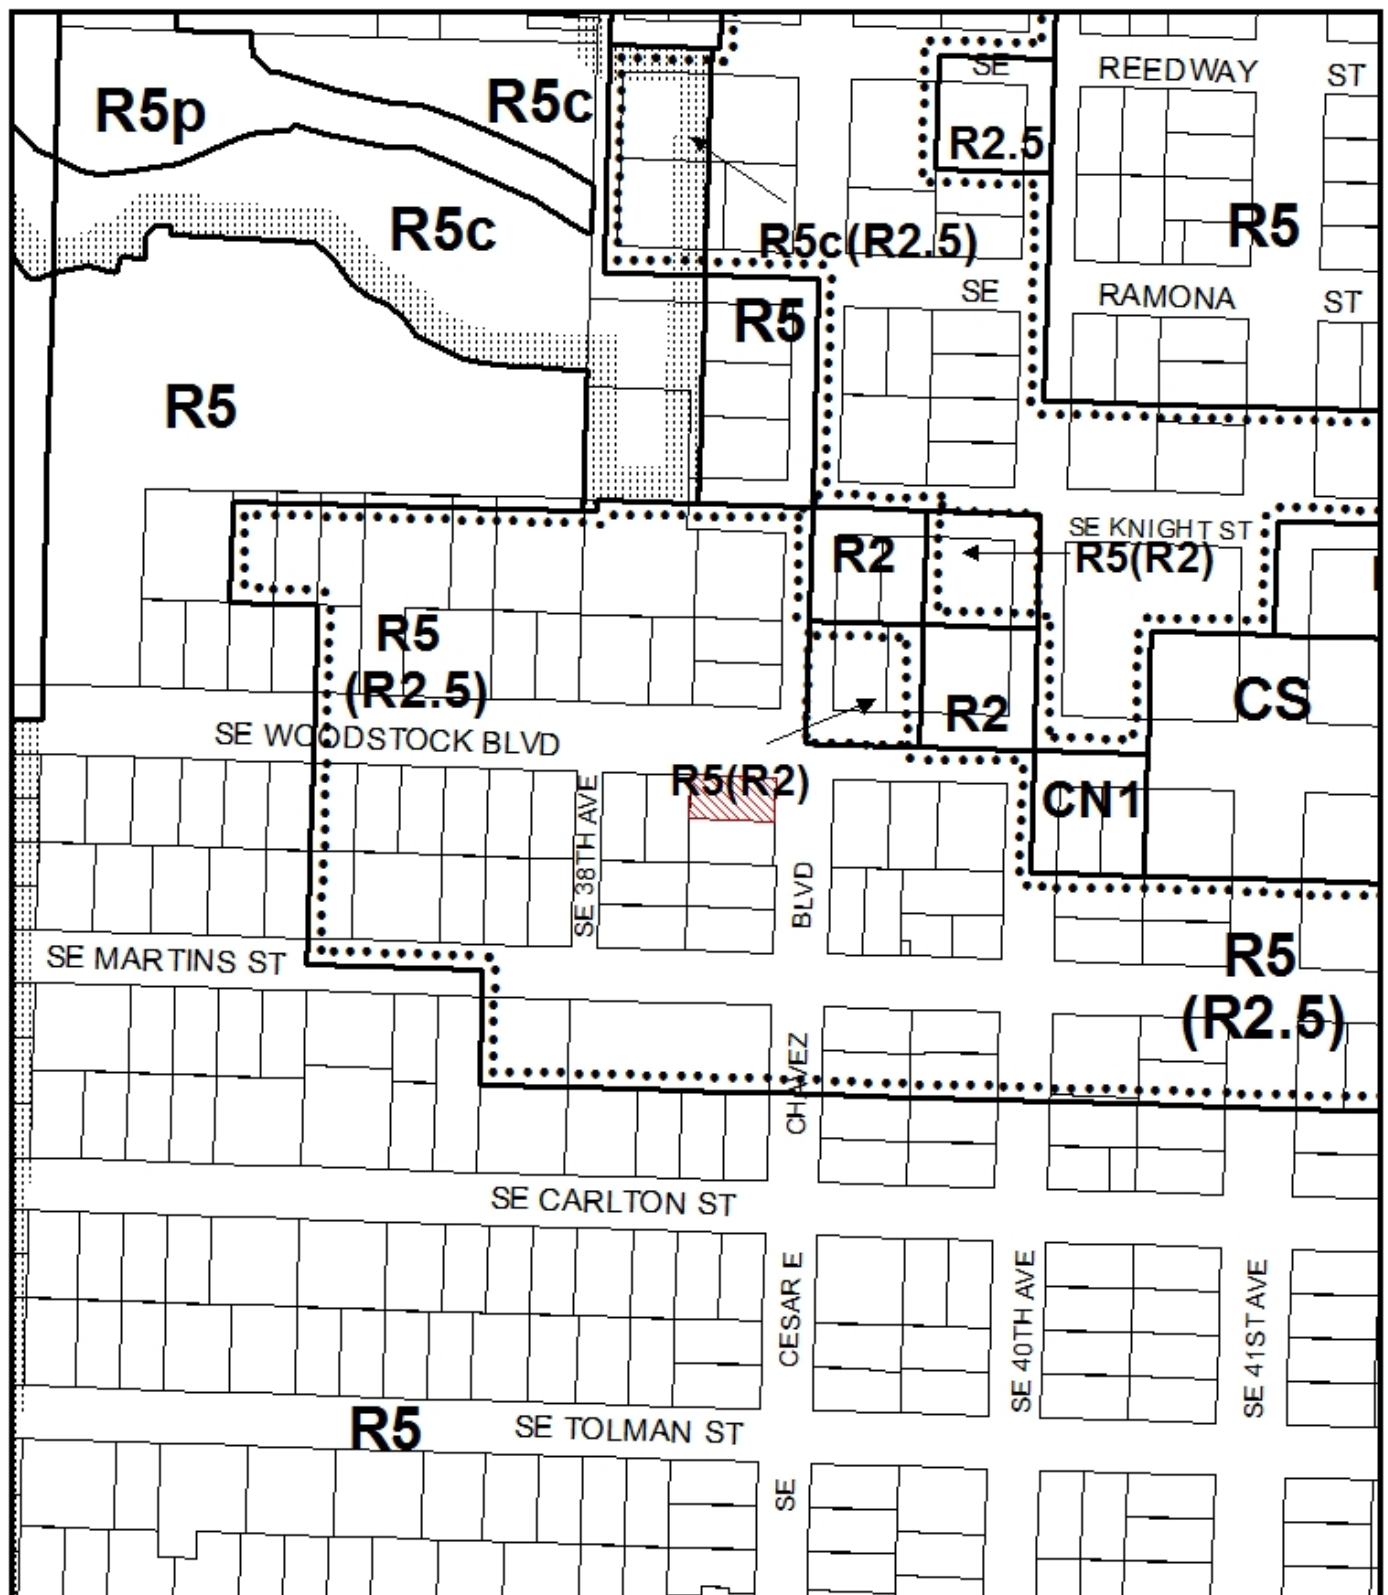 SE REEDWAY ST
R5p
R5c
R2.5
R5c
R5c(R2.5)
R5
SE RAMONA ST
R5
R5
SE KNIGHT ST
R2
R5(R2)
R5
(R2.5)
CS
R2
SE WOODSTOCK BLVD
R5(R2)
CN1
SE 38TH AVE
BLVD
SE MARTINS ST
R5
(R2.5)
CHAVEZ
SE CARLTON ST
CESAR E
SE 40TH AVE
SE 41ST AVE
R5
SE TOLMAN ST
SE